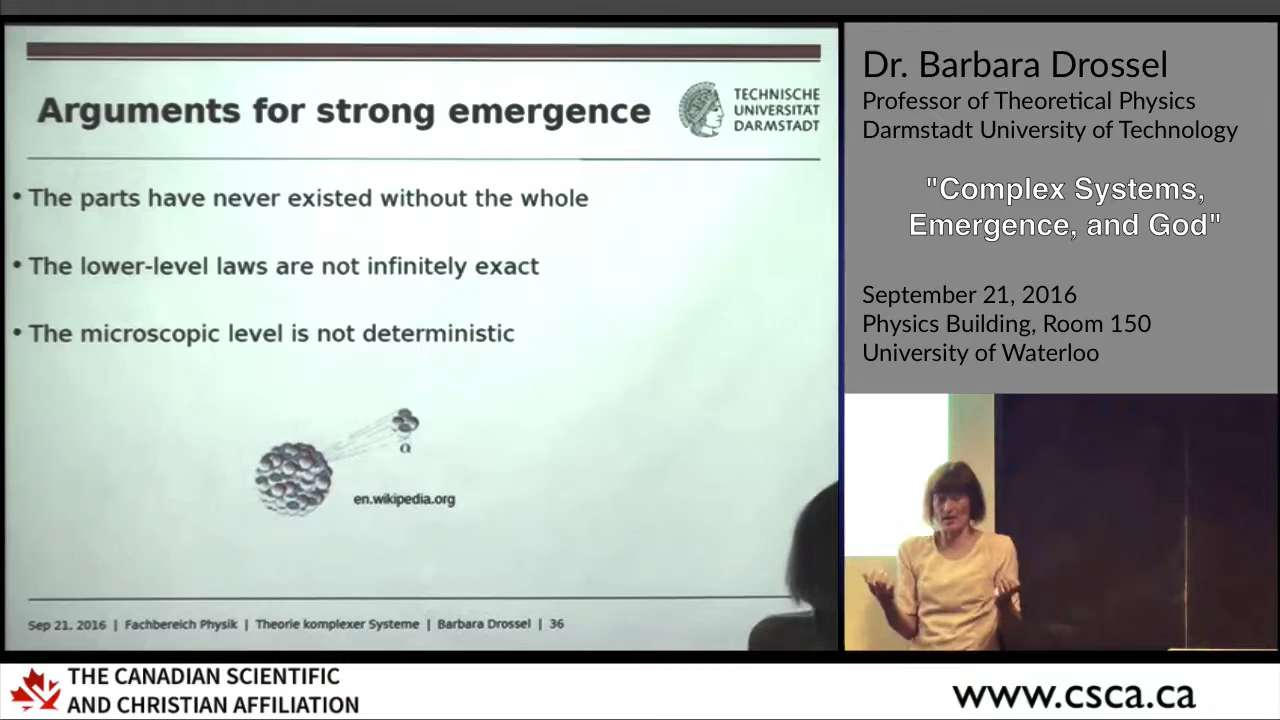 Arguments for strong emergence
TECHNISCHE
UNIVERSITÄT
DARMSTADT
• The parts have never existed without the whole
• The lower-level laws are not infinitely exact
• The microscopic level is not deterministic
α
en.wikipedia.org
Sep 21. 2016 | Fachbereich Physik | Theorie komplexer Systeme | Barbara Drossel | 36
Dr. Barbara Drossel
Professor of Theoretical Physics
Darmstadt University of Technology
"Complex Systems,
Emergence, and God"
September 21, 2016
Physics Building, Room 150
University of Waterloo
THE CANADIAN SCIENTIFIC
AND CHRISTIAN AFFILIATION
www.csca.ca